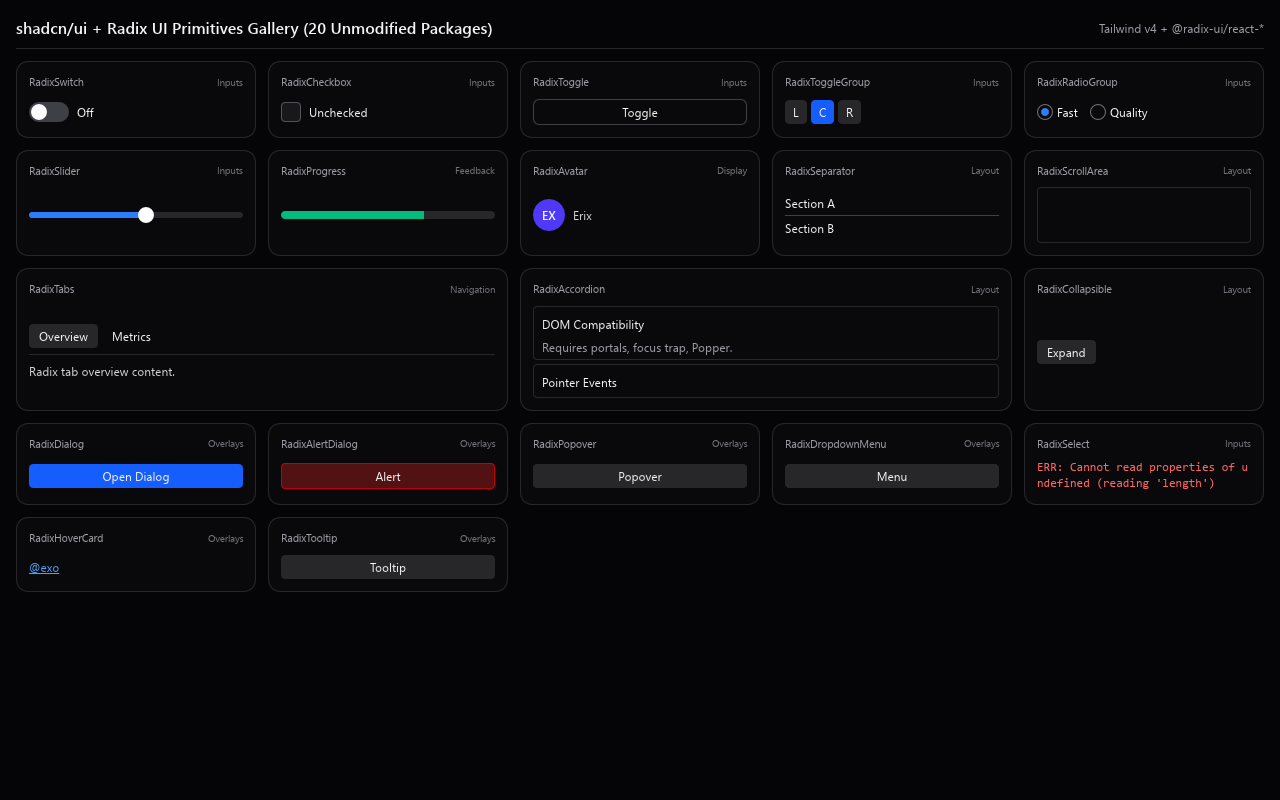 shadcn/ui + Radix UI Primitives Gallery (20 Unmodified Packages)
Tailwind v4 + @radix-ui/react-*
RadixSwitch
Inputs
Off
RadixCheckbox
Inputs
Unchecked
RadixToggle
Inputs
Toggle
RadixToggleGroup
Inputs
L
C
R
RadixRadioGroup
Inputs
Fast
Quality
RadixSlider
Inputs
RadixProgress
Feedback
RadixAvatar
Display
EX
Erix
RadixSeparator
Layout
Section A
Section B
RadixScrollArea
Layout
RadixTabs
Navigation
Overview
Metrics
Radix tab overview content.
RadixAccordion
Layout
DOM Compatibility
Requires portals, focus trap, Popper.
Pointer Events
RadixCollapsible
Layout
Expand
RadixDialog
Overlays
Open Dialog
RadixAlertDialog
Overlays
Alert
RadixPopover
Overlays
Popover
RadixDropdownMenu
Overlays
Menu
RadixSelect
Inputs
ERR: Cannot read properties of u
ndefined (reading 'length')
RadixHoverCard
Overlays
@exo
RadixTooltip
Overlays
Tooltip